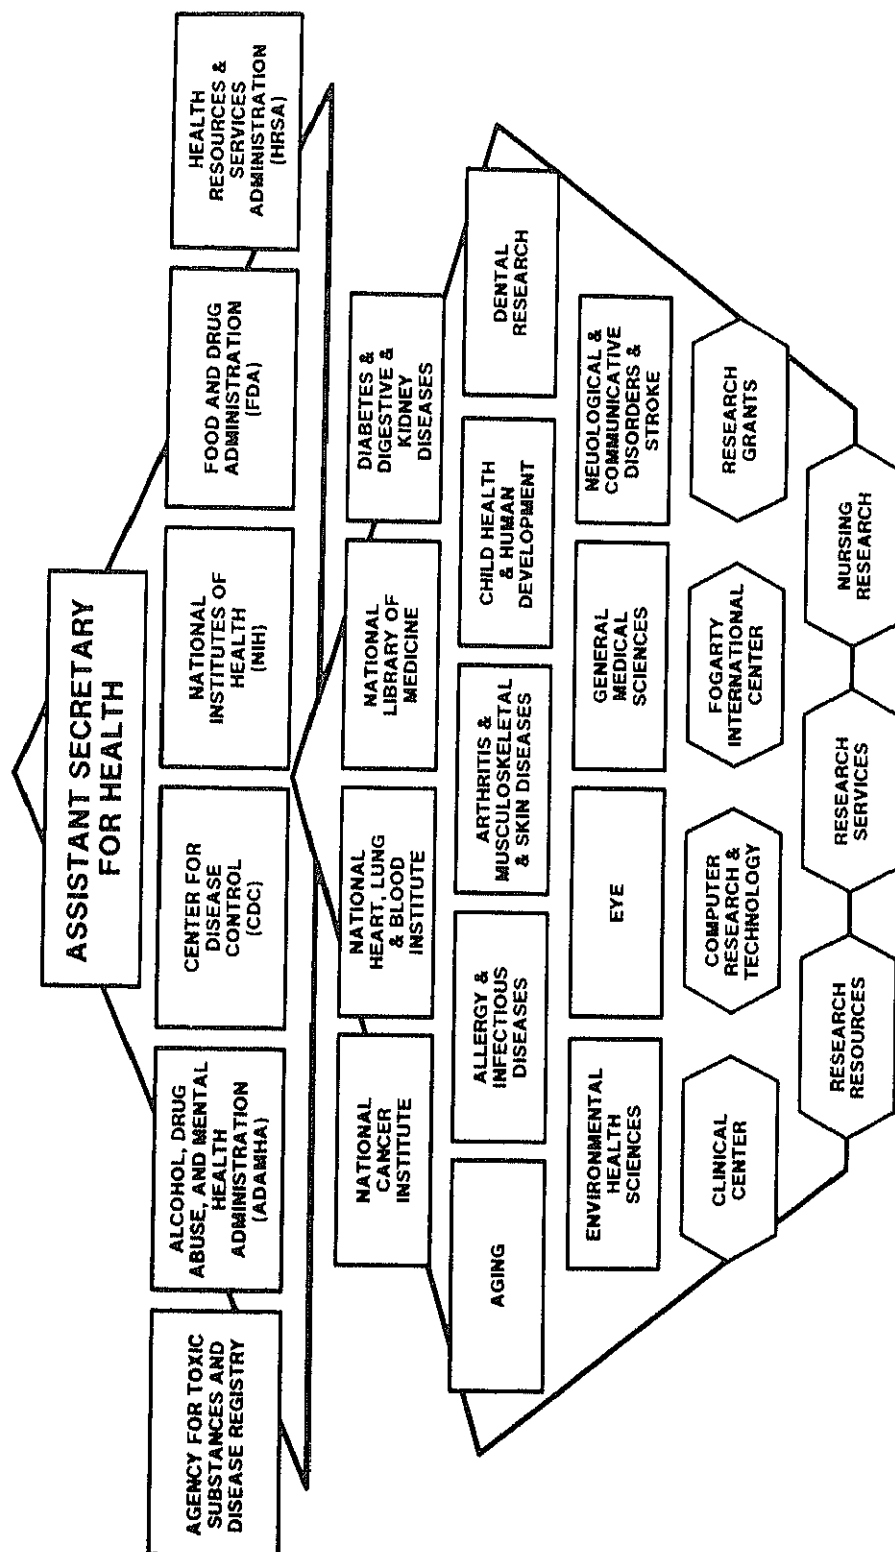 ASSISTANT SECRETARY
FOR HEALTH
AGENCY FOR TOXIC
SUBSTANCES AND
DISEASE REGISTRY
ALCOHOL, DRUG
ABUSE, AND MENTAL
HEALTH
ADMINISTRATION
(ADAMHA)
CENTER FOR
DISEASE
CONTROL
(CDC)
NATIONAL
INSTITUTES OF
HEALTH
(NIH)
FOOD AND DRUG
ADMINISTRATION
(FDA)
HEALTH
RESOURCES &
SERVICES
ADMINISTRATION
(HRSA)
NATIONAL
CANCER
INSTITUTE
NATIONAL
HEART, LUNG
& BLOOD
INSTITUTE
NATIONAL
LIBRARY OF
MEDICINE
DIABETES &
DIGESTIVE &
KIDNEY
DISEASES
AGING
ALLERGY &
INFECTIOUS
DISEASES
ARTHRITIS &
MUSCULOSKELETAL
& SKIN DISEASES
CHILD HEALTH
& HUMAN
DEVELOPMENT
DENTAL
RESEARCH
ENVIRONMENTAL
HEALTH
SCIENCES
EYE
GENERAL
MEDICAL
SCIENCES
NEUOLOGICAL &
COMMUNICATIVE
DISORDERS &
STROKE
CLINICAL
CENTER
COMPUTER
RESEARCH &
TECHNOLOGY
FOGARTY
INTERNATIONAL
CENTER
RESEARCH
GRANTS
RESEARCH
RESOURCES
RESEARCH
SERVICES
NURSING
RESEARCH